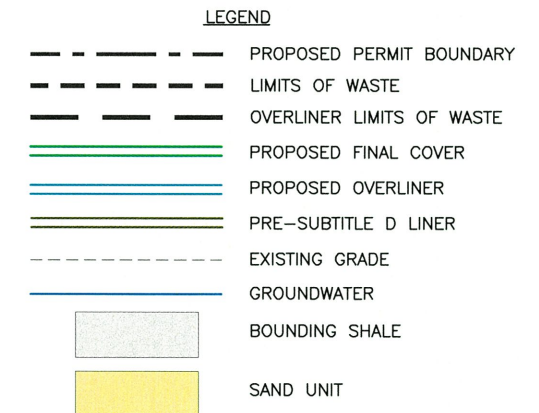 LEGEND
PROPOSED PERMIT BOUNDARY
LIMITS OF WASTE
OVERLINER LIMITS OF WASTE
PROPOSED FINAL COVER
PROPOSED OVERLINER
PRE-SUBTITLE D LINER
EXISTING GRADE
GROUNDWATER
BOUNDING SHALE
SAND UNIT